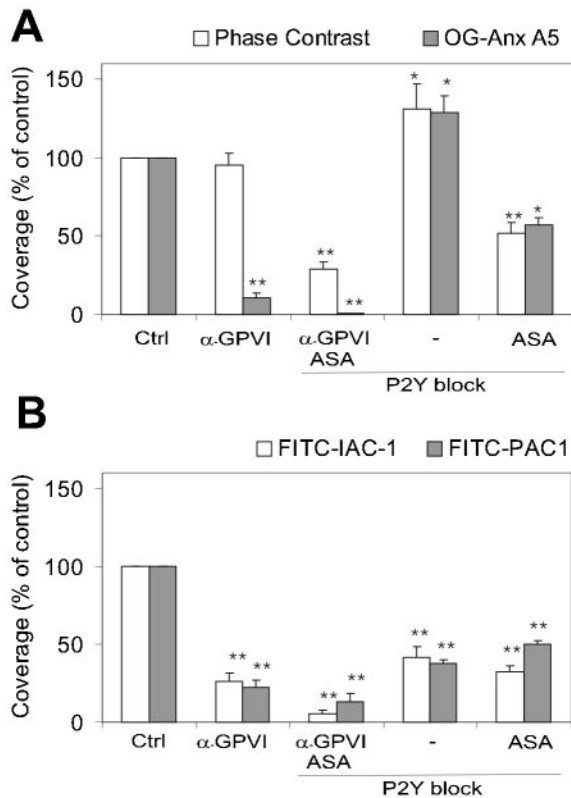 A
Phase Contrast OG-Anx A5
Coverage (% of control)
150
100
50
0
* *
** ** ** ** *
Ctrl α-GPVI α-GPVI - ASA
ASA
P2Y block
B
FITC-IAC-1 FITC-PAC1
Coverage (% of control)
150
100
50
0
** ** ** ** ** ** ** **
Ctrl α-GPVI α-GPVI - ASA
ASA
P2Y block